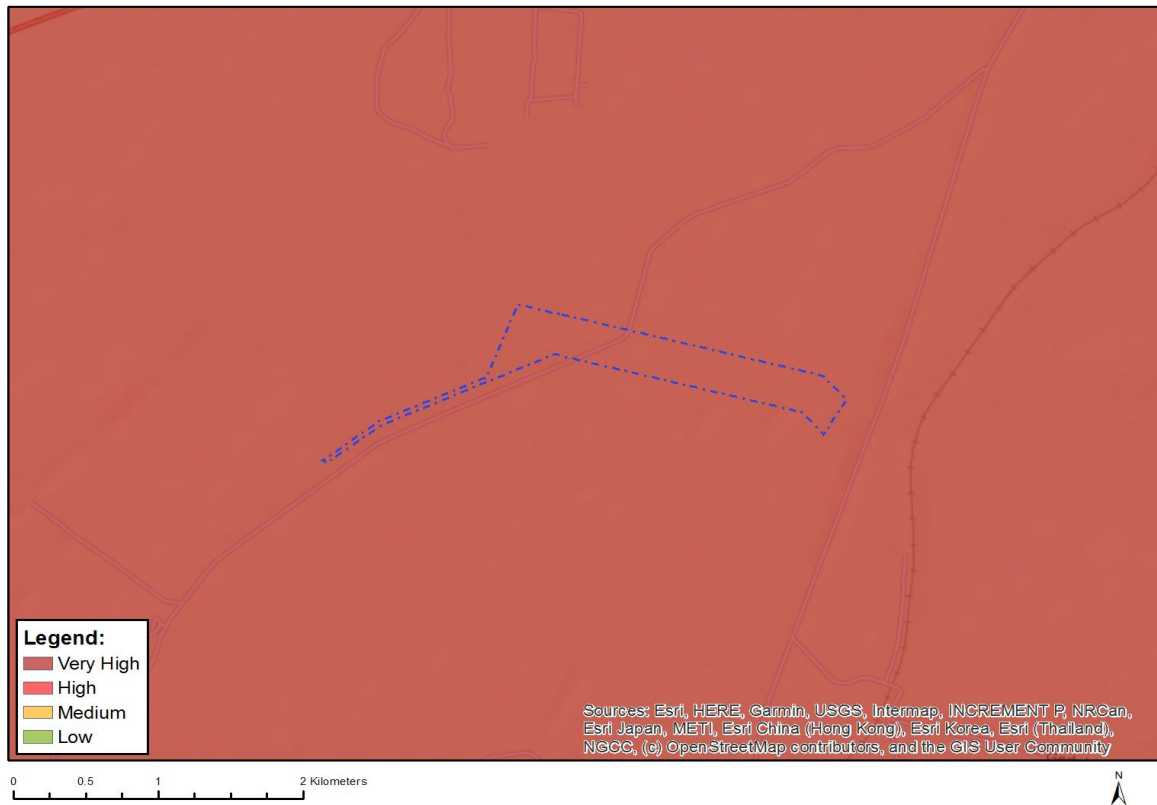 Legend:
Very High
High
Medium
Low
Sources: Esri, HERE, Garmin, USGS, Intermap, INCREMENT P, NRCan,
Esri Japan, METI, Esri China (Hong Kong), Esri Korea, Esri (Thailand),
NGCC, (c) OpenStreetMap contributors, and the GIS User Community
0 0.5 1 2 Kilometers
N